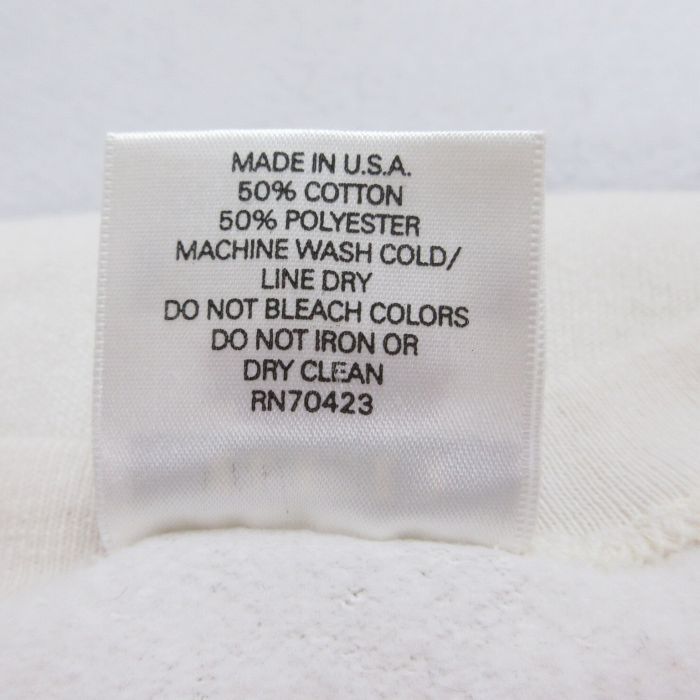 MADE IN U.S.A.
50% COTTON
50% POLYESTER
MACHINE WASH COLD/
LINE DRY
DO NOT BLEACH COLORS
DO NOT IRON OR
DRY CLEAN
RN70423